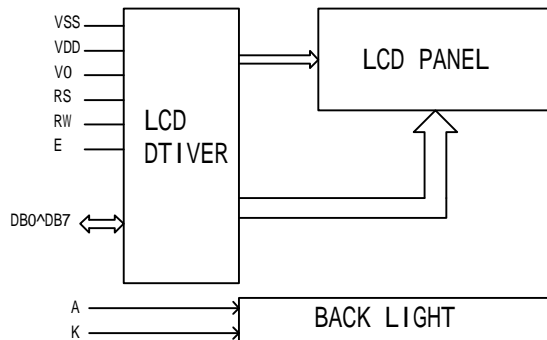 VSS
VDD
VO
RS
RW
E
DB0^DB7
LCD
DTIVER
LCD PANEL
A
K
BACK LIGHT